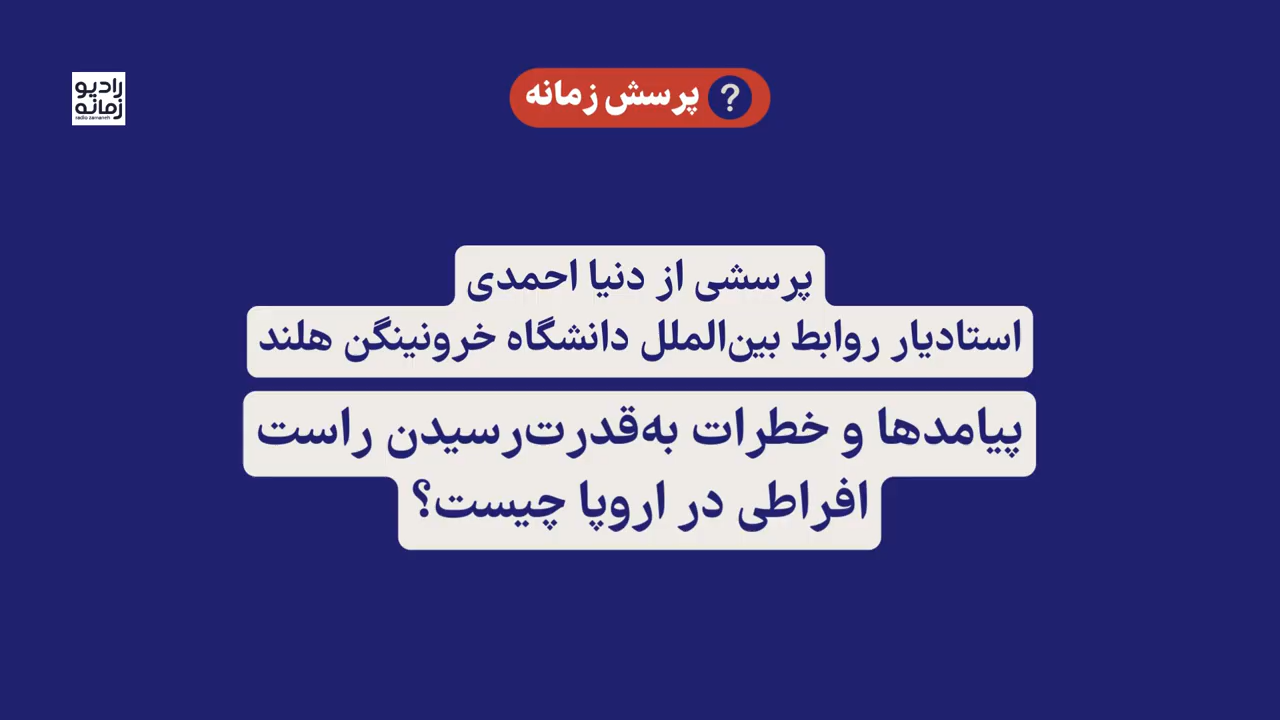 رادیو
زمانه
radio zamaneh
پرسش زمانه
پرسشی از دنیا احمدی
استادیار روابط بین‌الملل دانشگاه خرونینگن هلند
پیامدها و خطرات به‌قدرت‌رسیدن راست
افراطی در اروپا چیست؟